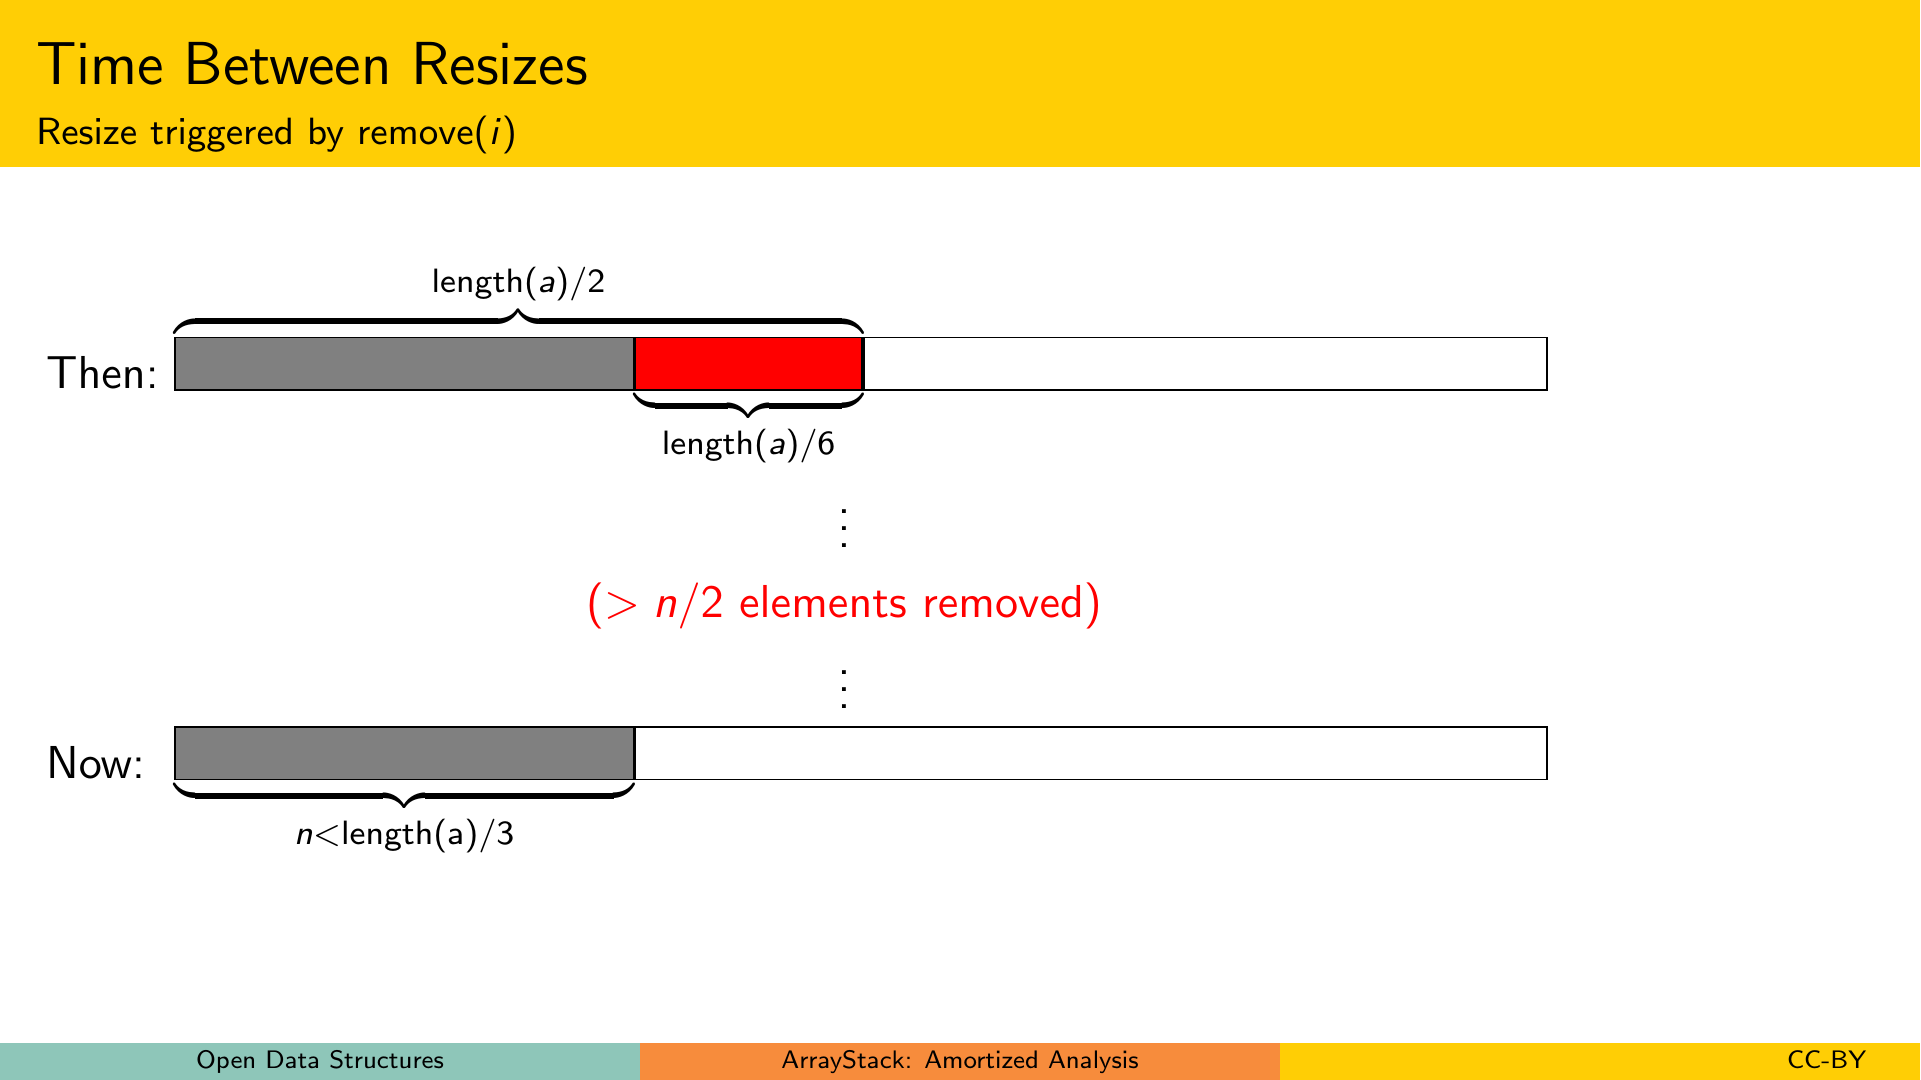 Time Between Resizes
Resize triggered by remove(i)
length(a)/2
Then:
length(a)/6
⋮
(> n/2 elements removed)
⋮
Now:
n<length(a)/3
Open Data Structures
ArrayStack: Amortized Analysis
CC-BY